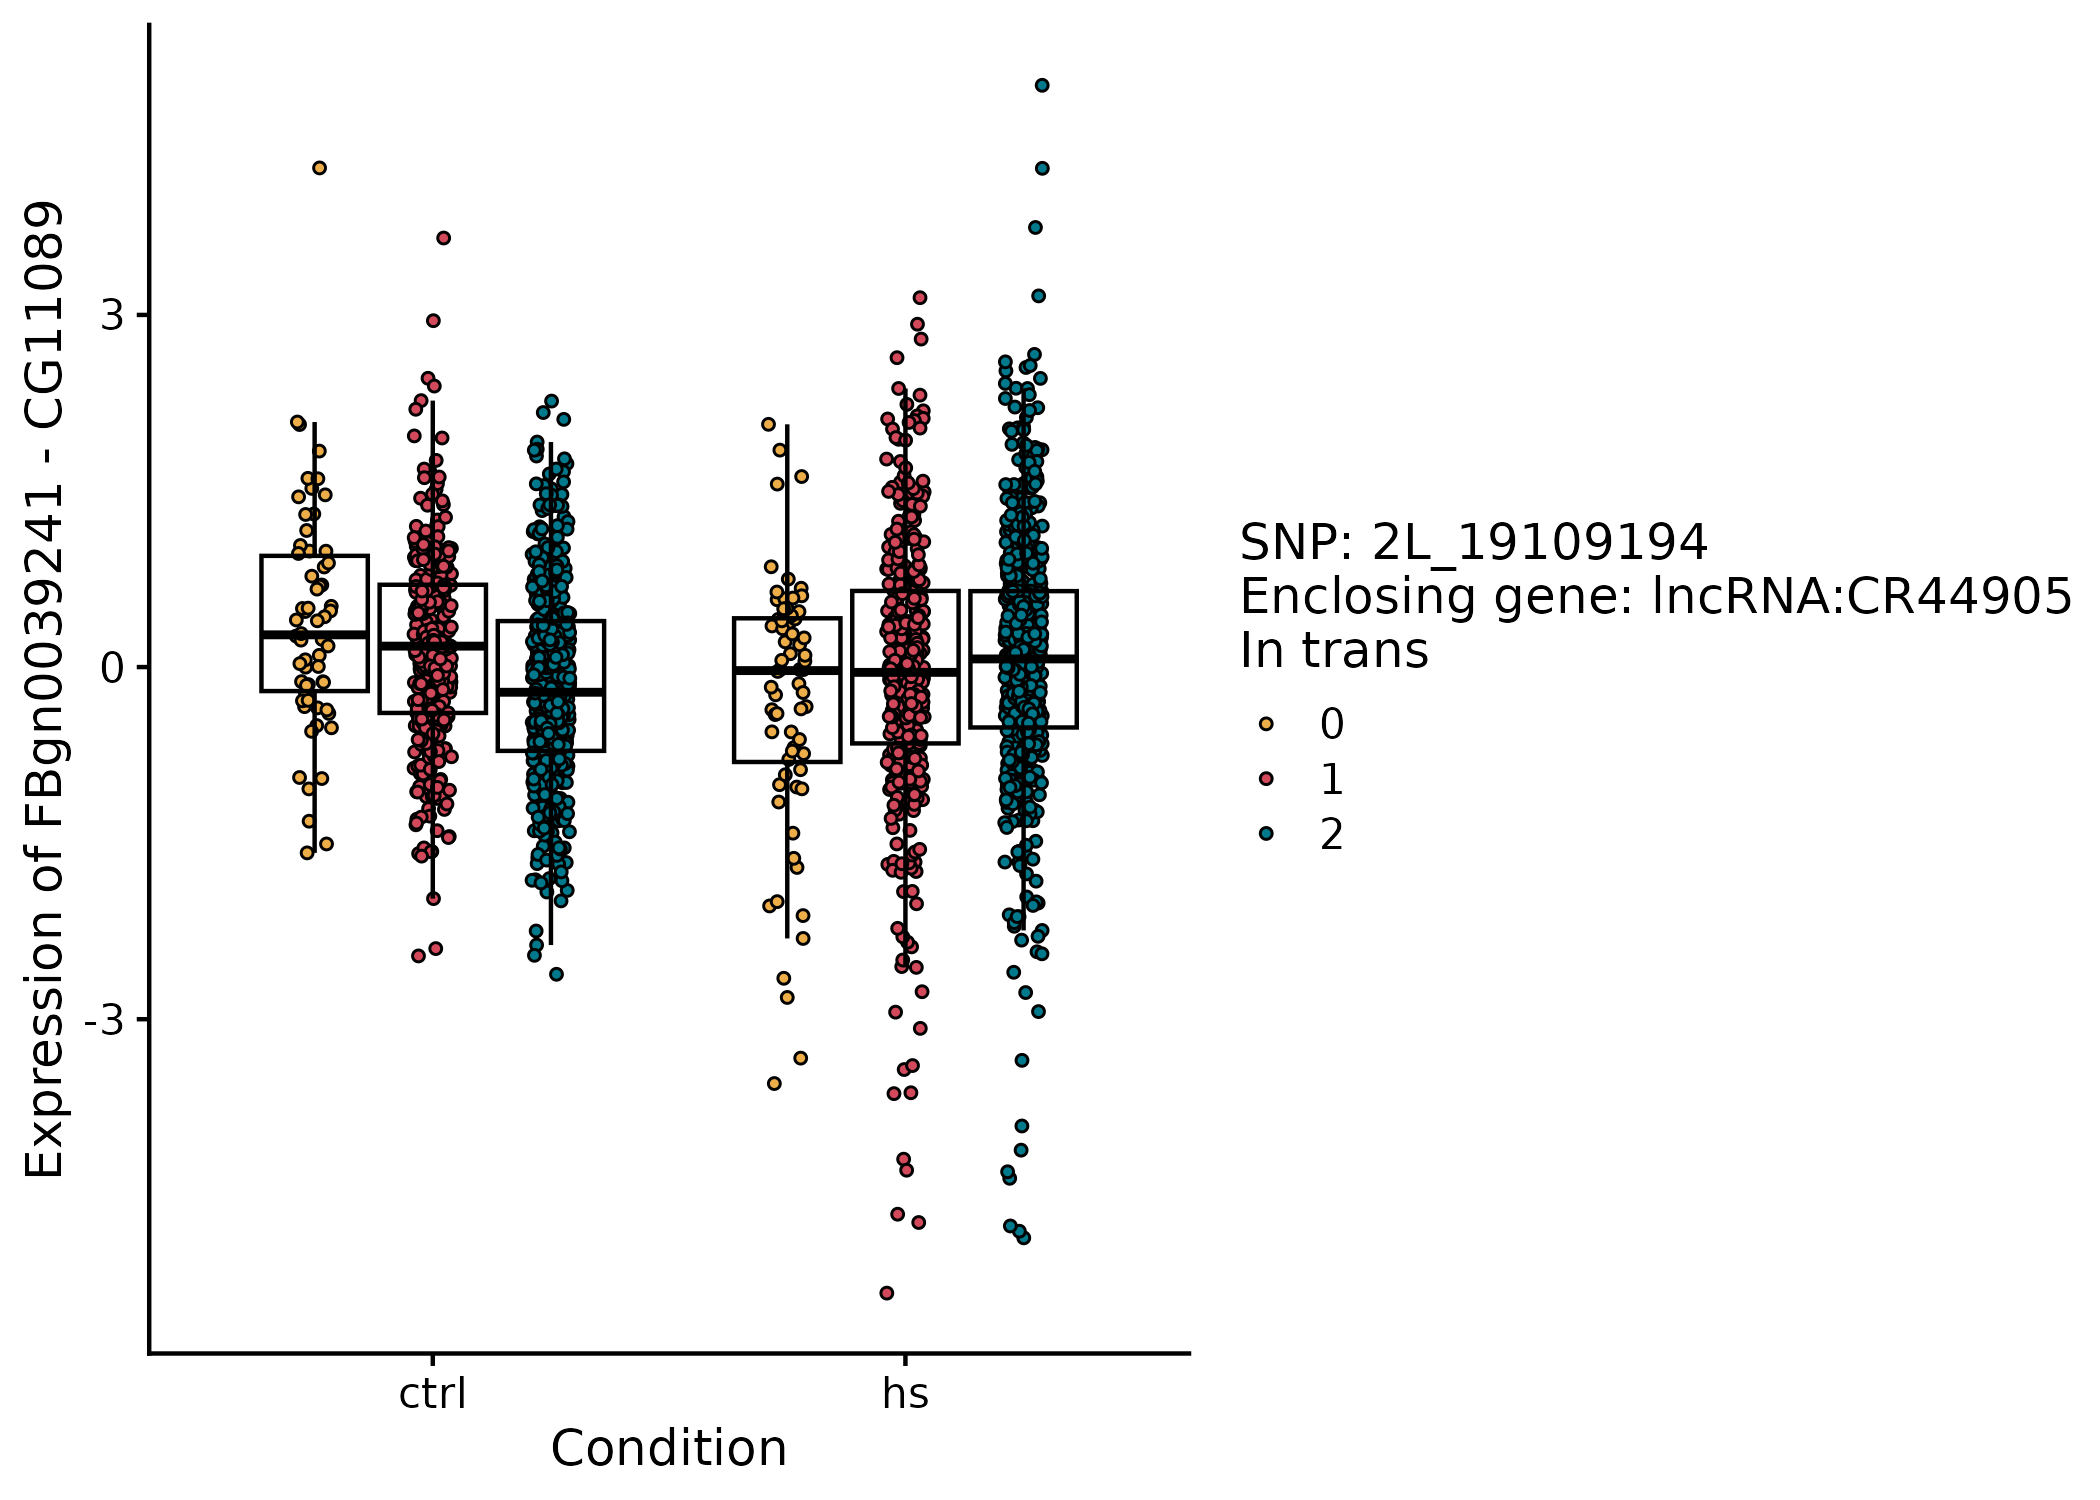 Expression of FBgn0039241 - CG11089
3
0
-3
ctrl
hs
Condition
SNP: 2L_19109194
Enclosing gene: lncRNA:CR44905
In trans
0
1
2